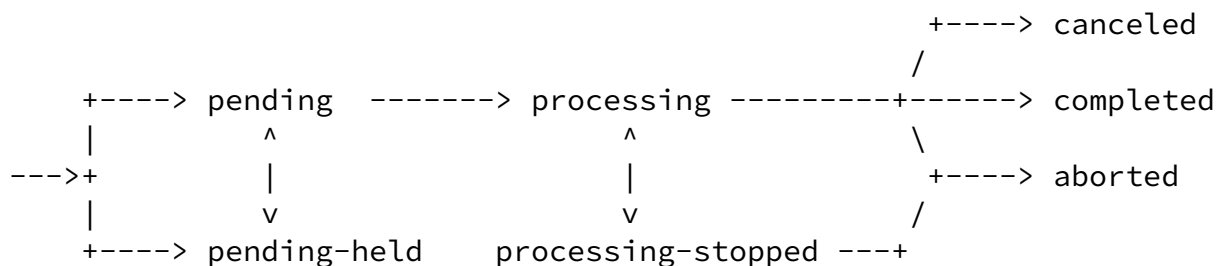 +----> canceled
                                                          /
    +----> pending  -------> processing ---------+------> completed
    |         ^                   ^               \
--->+         |                   |                +----> aborted
    |         v                   v               /
    +----> pending-held    processing-stopped ---+